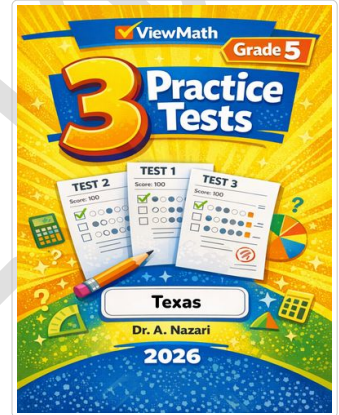 ViewMath
Grade 5
3 Practice
Tests
TEST 2
Score: 100
TEST 1
Score: 100
TEST 3
Score: 100
?
?
Texas
Dr. A. Nazari
2026